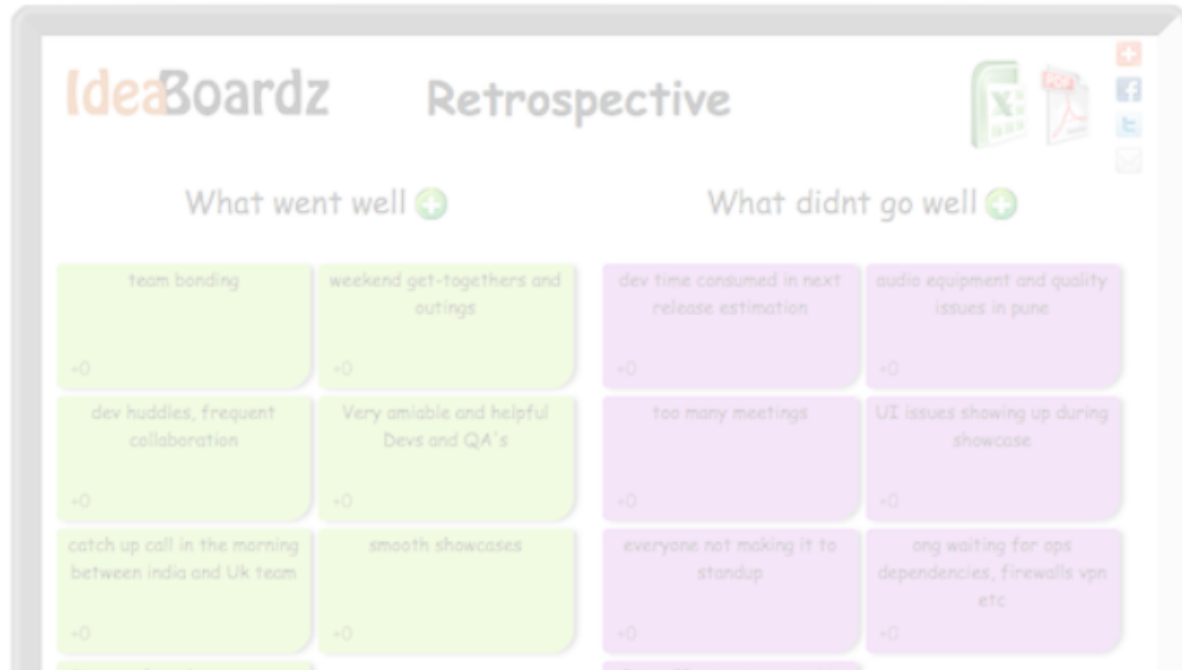 IdeaBoardz
Retrospective
PDF
What went well
What didnt go well
team bonding
+0
weekend get-togethers and
outings
+0
dev time consumed in next
release estimation
+0
audio equipment and quality
issues in pune
+0
dev huddles, frequent
collaboration
+0
Very amiable and helpful
Devs and QA's
+0
too many meetings
+0
UI issues showing up during
showcase
+0
catch up call in the morning
between india and Uk team
+0
smooth showcases
+0
everyone not making it to
standup
+0
ong waiting for ops
dependencies, firewalls vpn
etc
+0